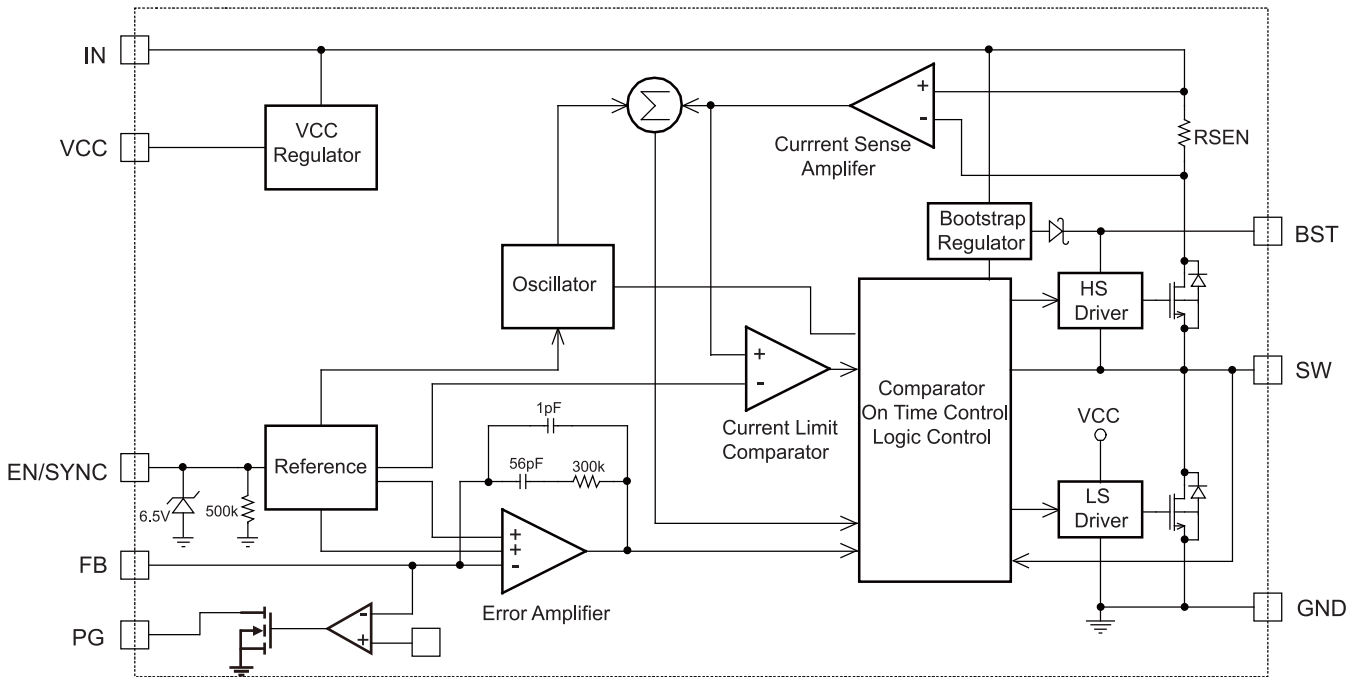 IN
VCC
VCC
Regulator
Σ
+
-
Currrent Sense
Amplifer
RSEN
Bootstrap
Regulator
BST
Oscillator
HS
Driver
+
-
Current Limit
Comparator
Comparator
On Time Control
Logic Control
SW
VCC
1pF
56pF
300k
EN/SYNC
Reference
6.5V
500k
LS
Driver
+
+
-
Error Amplifier
FB
-
+
PG
GND